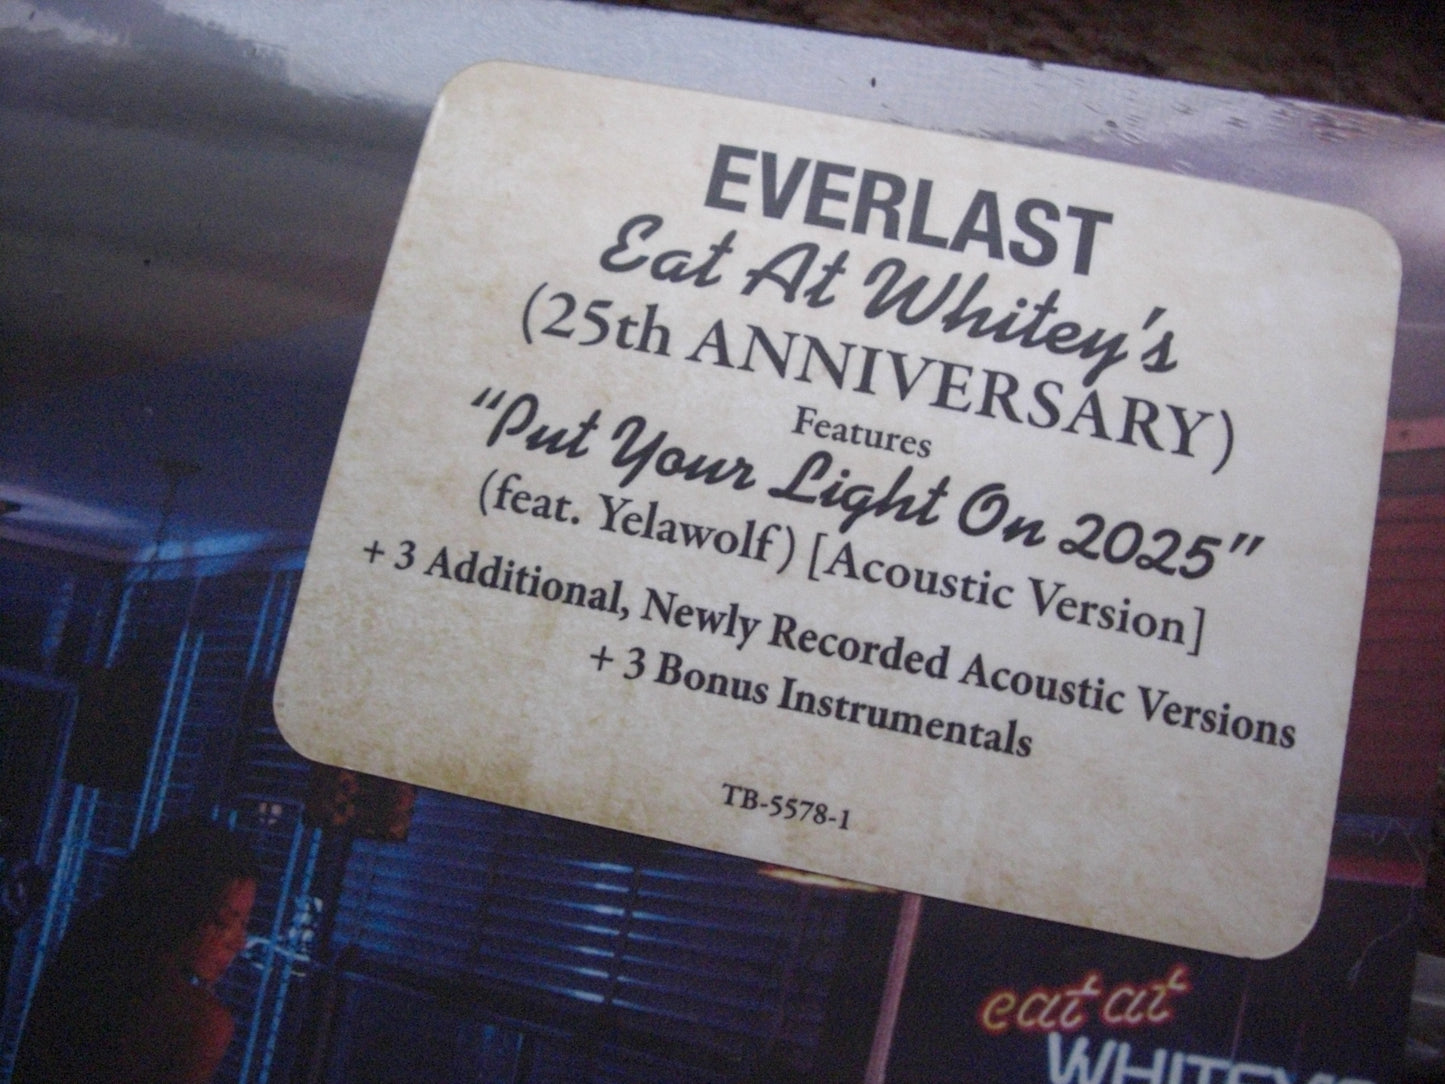 EVERLAST
Eat At Whitey's
(25th ANNIVERSARY)
Features
“Put Your Light On 2025”
(feat. Yelawolf) [Acoustic Version]
+ 3 Additional, Newly Recorded Acoustic Versions
+ 3 Bonus Instrumentals
TB-5578-1
eat at
WHITEY'S